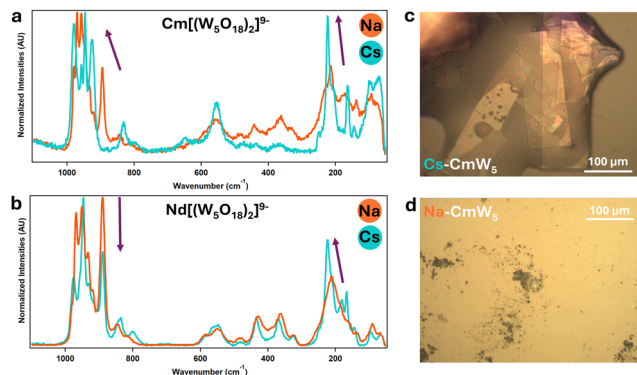 a
Cm[(W₅O₁₈)₂]⁹⁻
Na
Cs
Normalized Intensities (AU)
1000 800 600 400 200
Wavenumber (cm⁻¹)
b
Nd[(W₅O₁₈)₂]⁹⁻
Na
Cs
Normalized Intensities (AU)
1000 800 600 400 200
Wavenumber (cm⁻¹)
c
Cs-CmW₅
100 µm
d
Na-CmW₅
100 µm